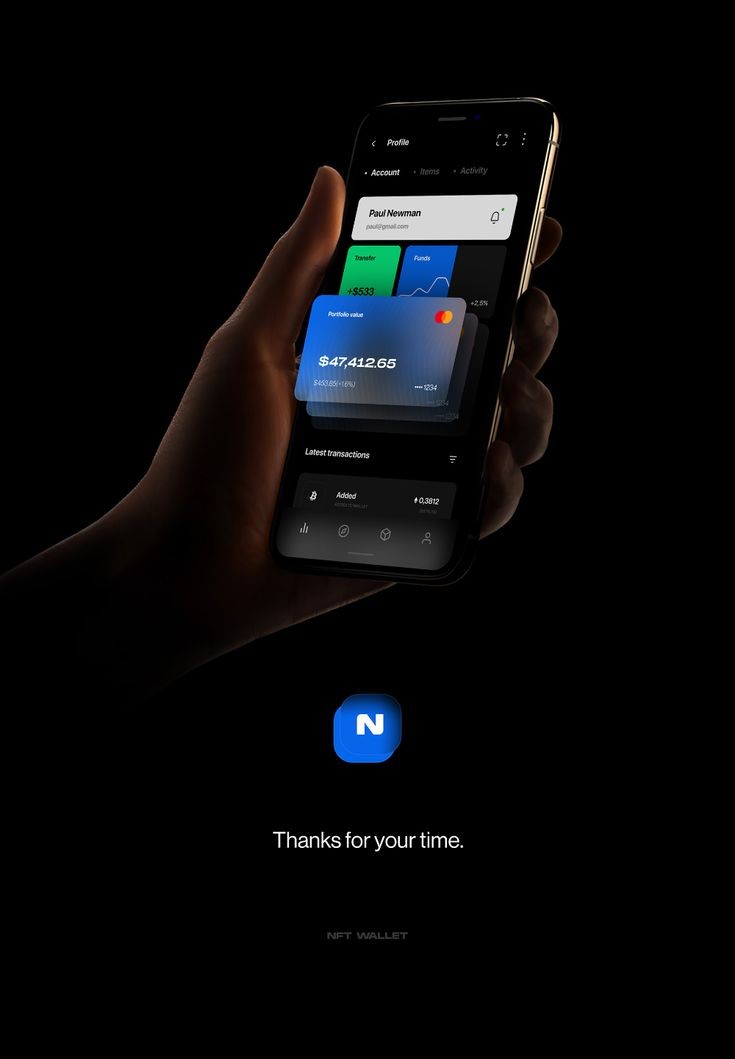 Profile
Account
Items
Activity
Paul Newman
paul@gmail.com
Transfer
Funds
+$533
+2,5%
Portfolio value
$47,412.65
$453.65(+1.6%)
•••• 1234
1234
1234
Latest transactions
Added
0,3812
N
Thanks for your time.
NFT WALLET